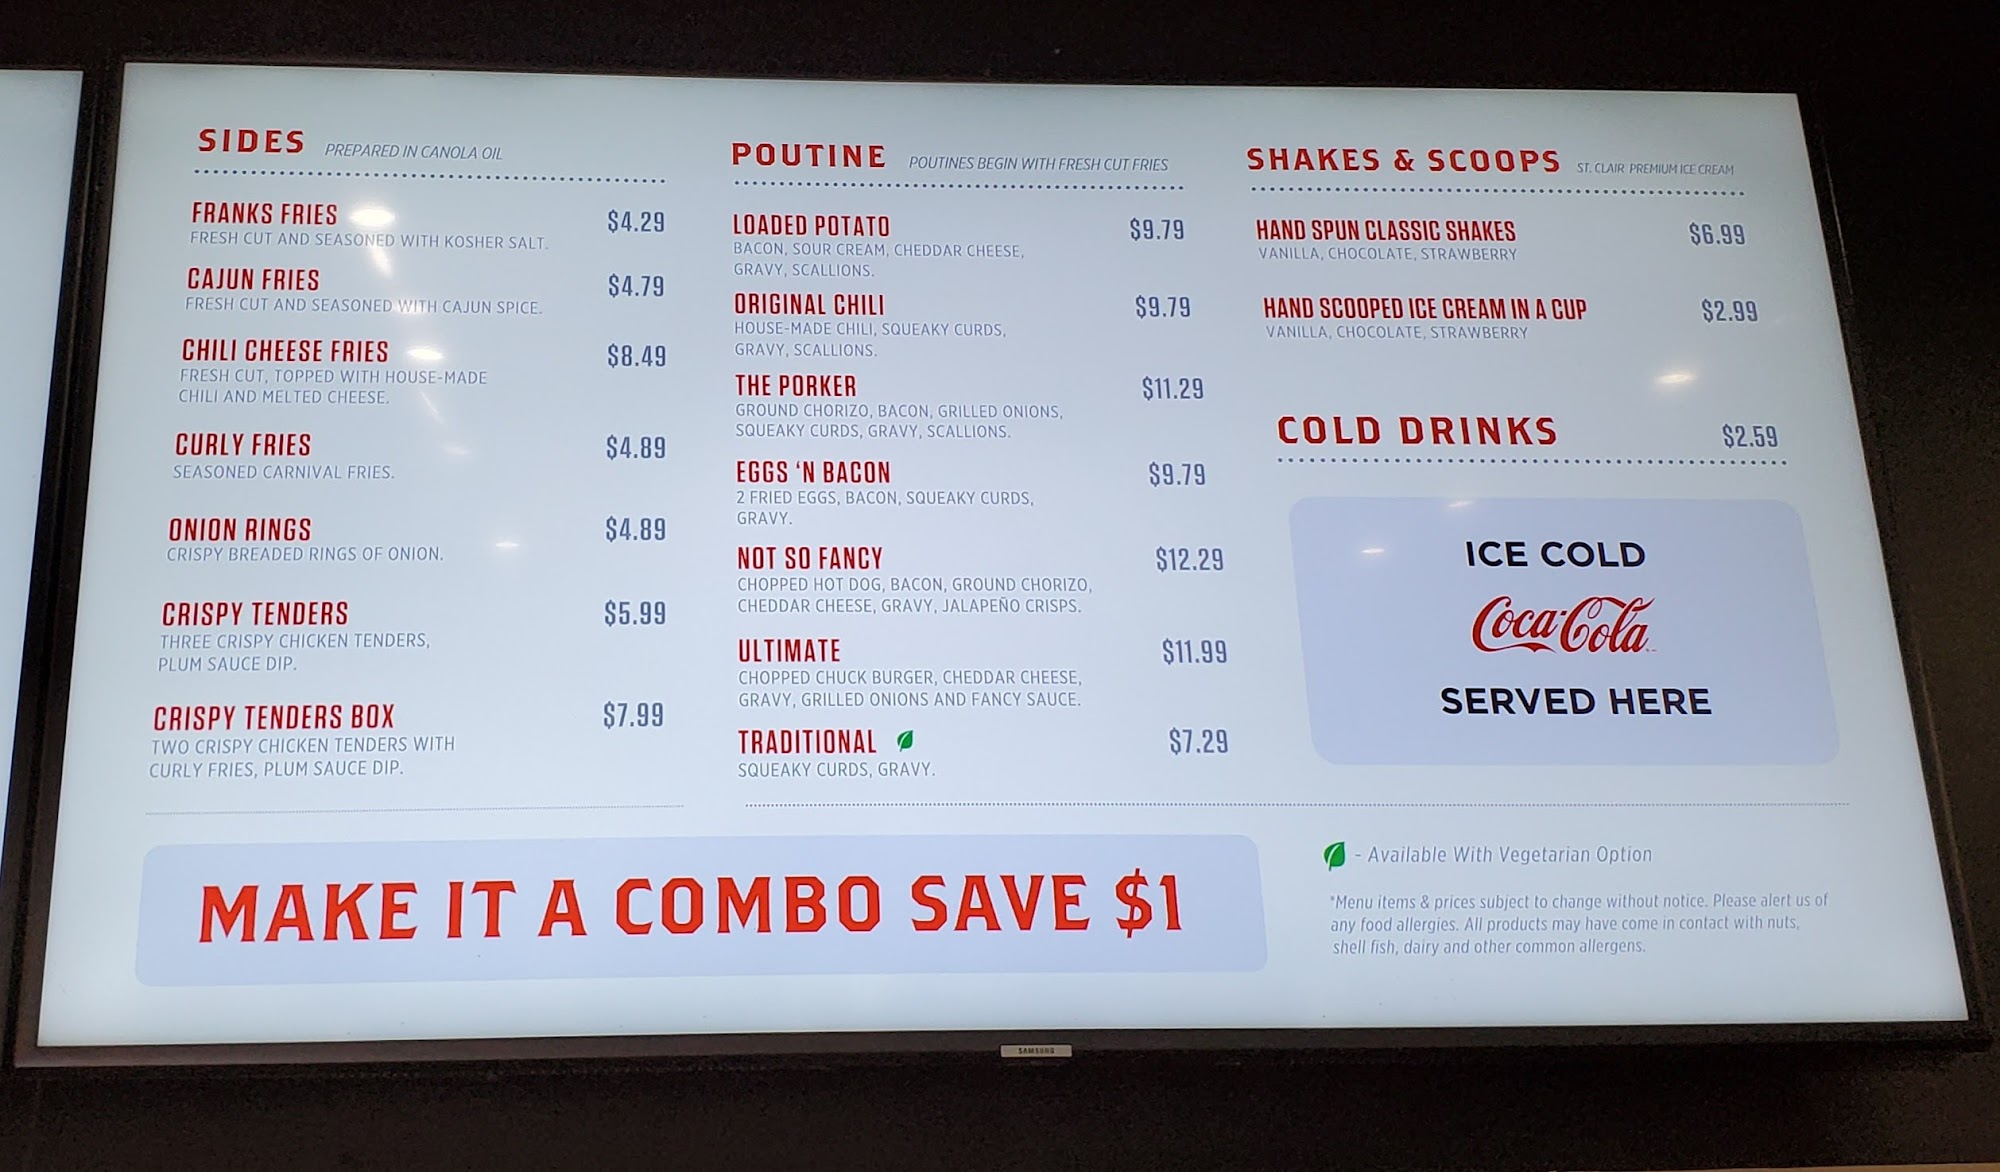 SIDES PREPARED IN CANOLA OIL
FRANKS FRIES $4.29
FRESH CUT AND SEASONED WITH KOSHER SALT.
CAJUN FRIES $4.79
FRESH CUT AND SEASONED WITH CAJUN SPICE.
CHILI CHEESE FRIES $8.49
FRESH CUT, TOPPED WITH HOUSE-MADE
CHILI AND MELTED CHEESE.
CURLY FRIES $4.89
SEASONED CARNIVAL FRIES.
ONION RINGS $4.89
CRISPY BREADED RINGS OF ONION.
CRISPY TENDERS $5.99
THREE CRISPY CHICKEN TENDERS,
PLUM SAUCE DIP.
CRISPY TENDERS BOX $7.99
TWO CRISPY CHICKEN TENDERS WITH
CURLY FRIES, PLUM SAUCE DIP.
POUTINE POUTINES BEGIN WITH FRESH CUT FRIES
LOADED POTATO $9.79
BACON, SOUR CREAM, CHEDDAR CHEESE,
GRAVY, SCALLIONS.
ORIGINAL CHILI $9.79
HOUSE-MADE CHILI, SQUEAKY CURDS,
GRAVY, SCALLIONS.
THE PORKER $11.29
GROUND CHORIZO, BACON, GRILLED ONIONS,
SQUEAKY CURDS, GRAVY, SCALLIONS.
EGGS ‘N BACON $9.79
2 FRIED EGGS, BACON, SQUEAKY CURDS,
GRAVY.
NOT SO FANCY $12.29
CHOPPED HOT DOG, BACON, GROUND CHORIZO,
CHEDDAR CHEESE, GRAVY, JALAPEÑO CRISPS.
ULTIMATE $11.99
CHOPPED CHUCK BURGER, CHEDDAR CHEESE,
GRAVY, GRILLED ONIONS AND FANCY SAUCE.
TRADITIONAL $7.29
SQUEAKY CURDS, GRAVY.
SHAKES & SCOOPS ST. CLAIR PREMIUM ICE CREAM
HAND SPUN CLASSIC SHAKES $6.99
VANILLA, CHOCOLATE, STRAWBERRY
HAND SCOOPED ICE CREAM IN A CUP $2.99
VANILLA, CHOCOLATE, STRAWBERRY
COLD DRINKS $2.59
ICE COLD
Coca-Cola
SERVED HERE
MAKE IT A COMBO SAVE $1
- Available With Vegetarian Option
*Menu items & prices subject to change without notice. Please alert us of
any food allergies. All products may have come in contact with nuts,
shell fish, dairy and other common allergens.
SAMSUNG